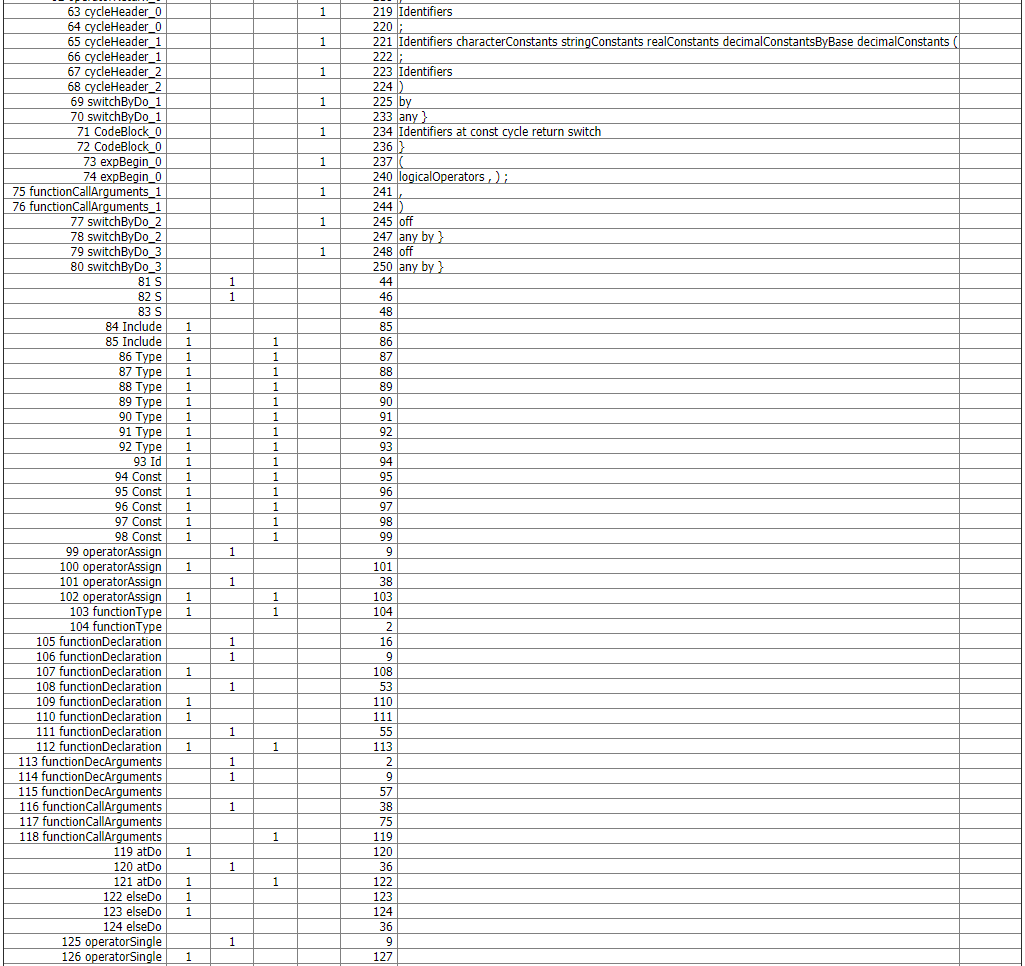 63 cycleHeader_0 1 219 Identifiers
64 cycleHeader_0 220 ;
65 cycleHeader_1 1 221 Identifiers characterConstants stringConstants realConstants decimalConstantsByBase decimalConstants (
66 cycleHeader_1 222 ;
67 cycleHeader_2 1 223 Identifiers
68 cycleHeader_2 224 )
69 switchByDo_1 1 225 by
70 switchByDo_1 233 any }
71 CodeBlock_0 1 234 Identifiers at const cycle return switch
72 CodeBlock_0 236 }
73 expBegin_0 1 237 (
74 expBegin_0 240 logicalOperators , ) ;
75 functionCallArguments_1 1 241 ,
76 functionCallArguments_1 244 )
77 switchByDo_2 1 245 off
78 switchByDo_2 247 any by }
79 switchByDo_3 1 248 off
80 switchByDo_3 250 any by }
81 S 1 44
82 S 1 46
83 S 48
84 Include 1 85
85 Include 1 1 86
86 Type 1 1 87
87 Type 1 1 88
88 Type 1 1 89
89 Type 1 1 90
90 Type 1 1 91
91 Type 1 1 92
92 Type 1 1 93
93 Id 1 1 94
94 Const 1 1 95
95 Const 1 1 96
96 Const 1 1 97
97 Const 1 1 98
98 Const 1 1 99
99 operatorAssign 1 9
100 operatorAssign 1 101
101 operatorAssign 1 38
102 operatorAssign 1 1 103
103 functionType 1 1 104
104 functionType 2
105 functionDeclaration 1 16
106 functionDeclaration 1 9
107 functionDeclaration 1 108
108 functionDeclaration 1 53
109 functionDeclaration 1 110
110 functionDeclaration 1 111
111 functionDeclaration 1 55
112 functionDeclaration 1 1 113
113 functionDecArguments 1 2
114 functionDecArguments 1 9
115 functionDecArguments 57
116 functionCallArguments 1 38
117 functionCallArguments 75
118 functionCallArguments 1 119
119 atDo 1 120
120 atDo 1 36
121 atDo 1 1 122
122 elseDo 1 123
123 elseDo 1 124
124 elseDo 36
125 operatorSingle 1 9
126 operatorSingle 1 127